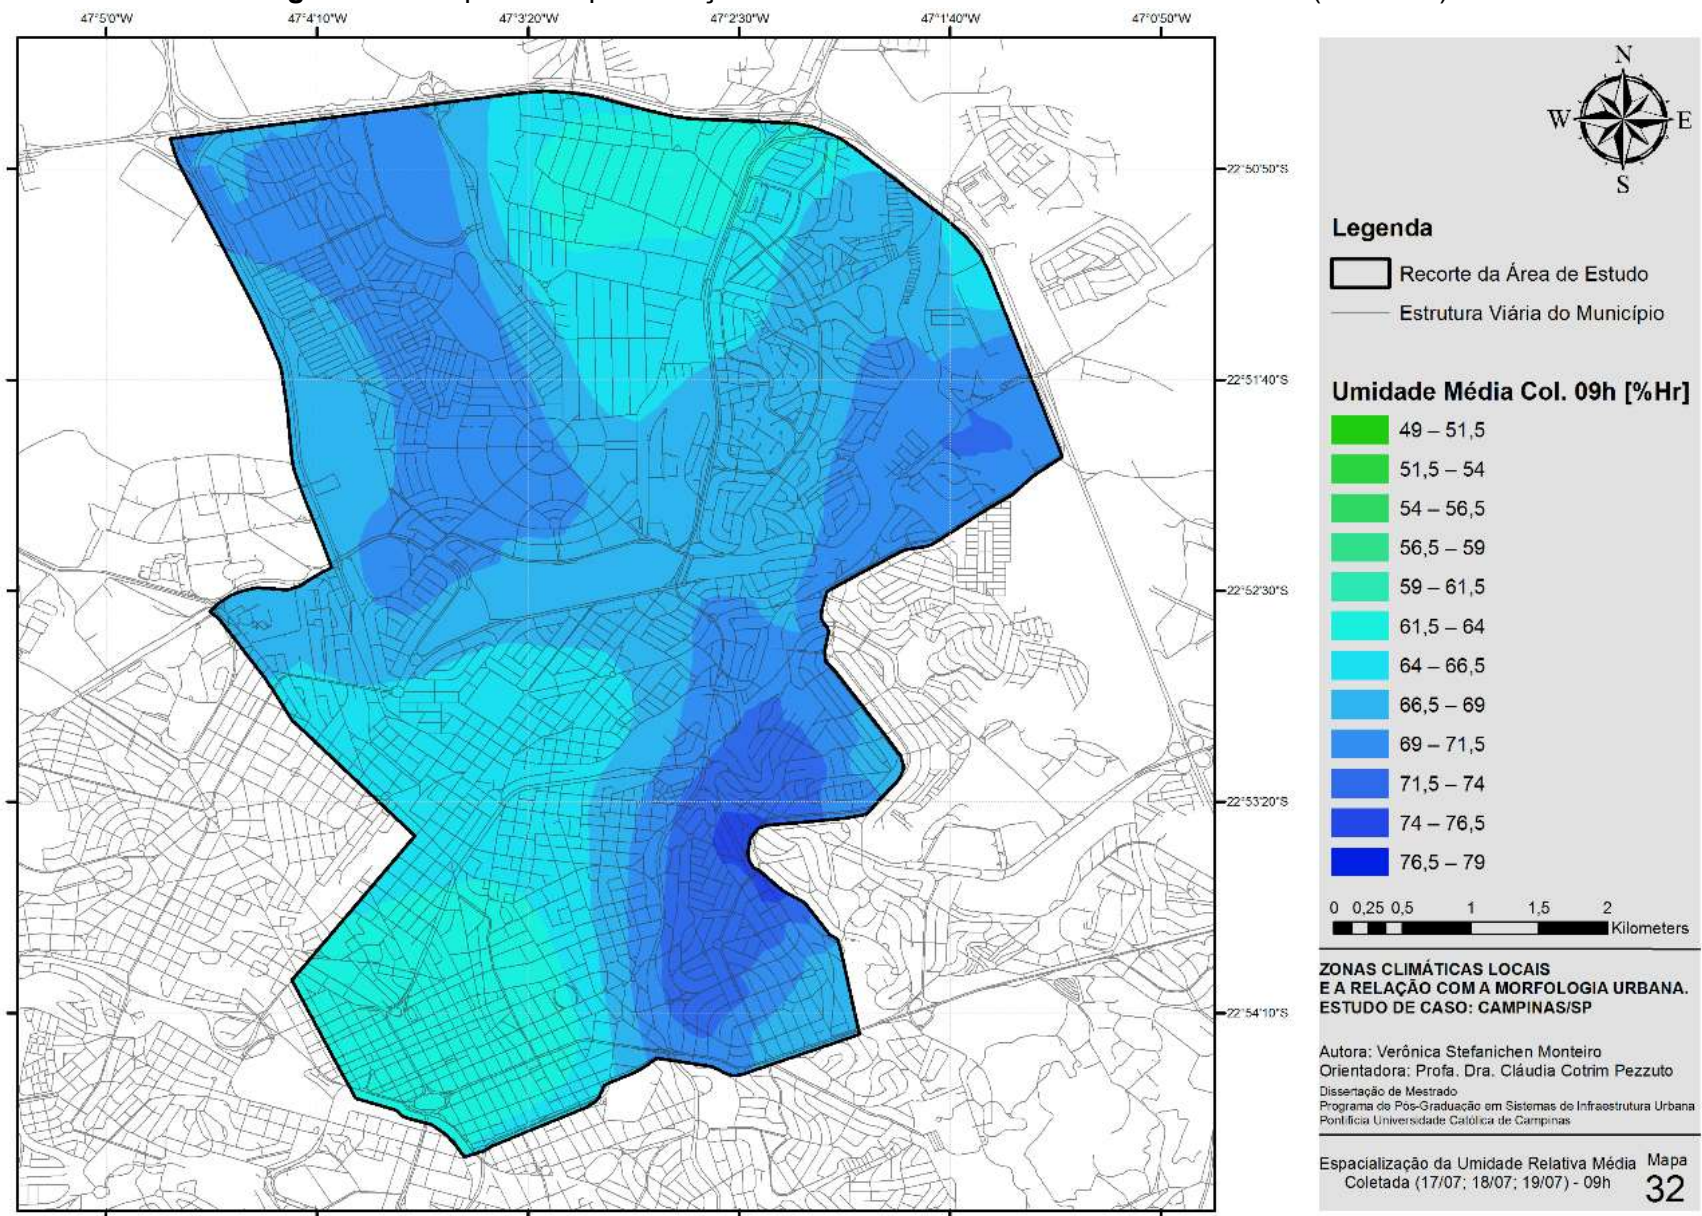 47°5'0"W 47°4'10"W 47°3'20"W 47°2'30"W 47°1'40"W 47°0'50"W
22°50'50"S
22°51'40"S
22°52'30"S
22°53'20"S
22°54'10"S
N
W E
S
Legenda
Recorte da Área de Estudo
Estrutura Viária do Município
Umidade Média Col. 09h [%Hr]
49 – 51,5
51,5 – 54
54 – 56,5
56,5 – 59
59 – 61,5
61,5 – 64
64 – 66,5
66,5 – 69
69 – 71,5
71,5 – 74
74 – 76,5
76,5 – 79
0 0,25 0,5 1 1,5 2
Kilometers
ZONAS CLIMÁTICAS LOCAIS
E A RELAÇÃO COM A MORFOLOGIA URBANA.
ESTUDO DE CASO: CAMPINAS/SP
Autora: Verônica Stefanichen Monteiro
Orientadora: Profa. Dra. Cláudia Cotrim Pezzuto
Dissertação de Mestrado
Programa de Pós-Graduação em Sistemas de Infraestrutura Urbana
Pontifícia Universidade Católica de Campinas
Espacialização da Umidade Relativa Média
Coletada (17/07; 18/07; 19/07) - 09h
Mapa
32